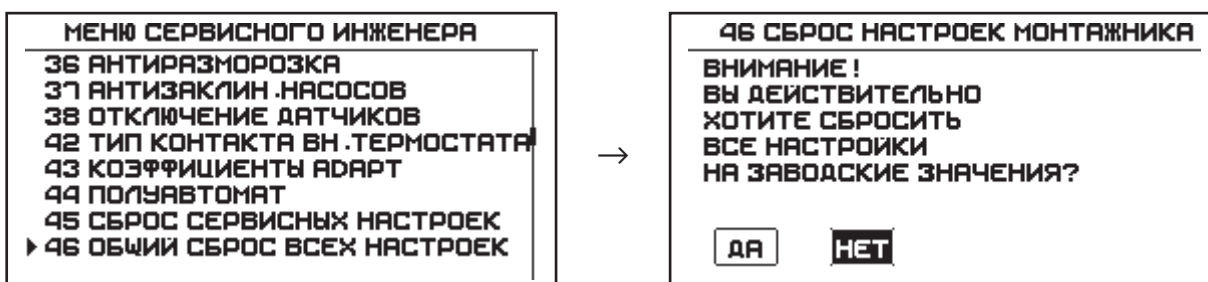 МЕНЮ СЕРВИСНОГО ИНЖЕНЕРА
36 АНТИРАЗМОРОЗКА
37 АНТИЗАКЛИН.НАСОСОВ
38 ОТКЛЮЧЕНИЕ ДАТЧИКОВ
42 ТИП КОНТАКТА ВН.ТЕРМОСТАТА
43 КОЭФФИЦИЕНТЫ ADAPT
44 ПОЛУАВТОМАТ
45 СБРОС СЕРВИСНЫХ НАСТРОЕК
46 ОБЩИЙ СБРОС ВСЕХ НАСТРОЕК
→
46 СБРОС НАСТРОЕК МОНТАЖНИКА
ВНИМАНИЕ!
ВЫ ДЕЙСТВИТЕЛЬНО
ХОТИТЕ СБРОСИТЬ
ВСЕ НАСТРОЙКИ
НА ЗАВОДСКИЕ ЗНАЧЕНИЯ?
ДА НЕТ